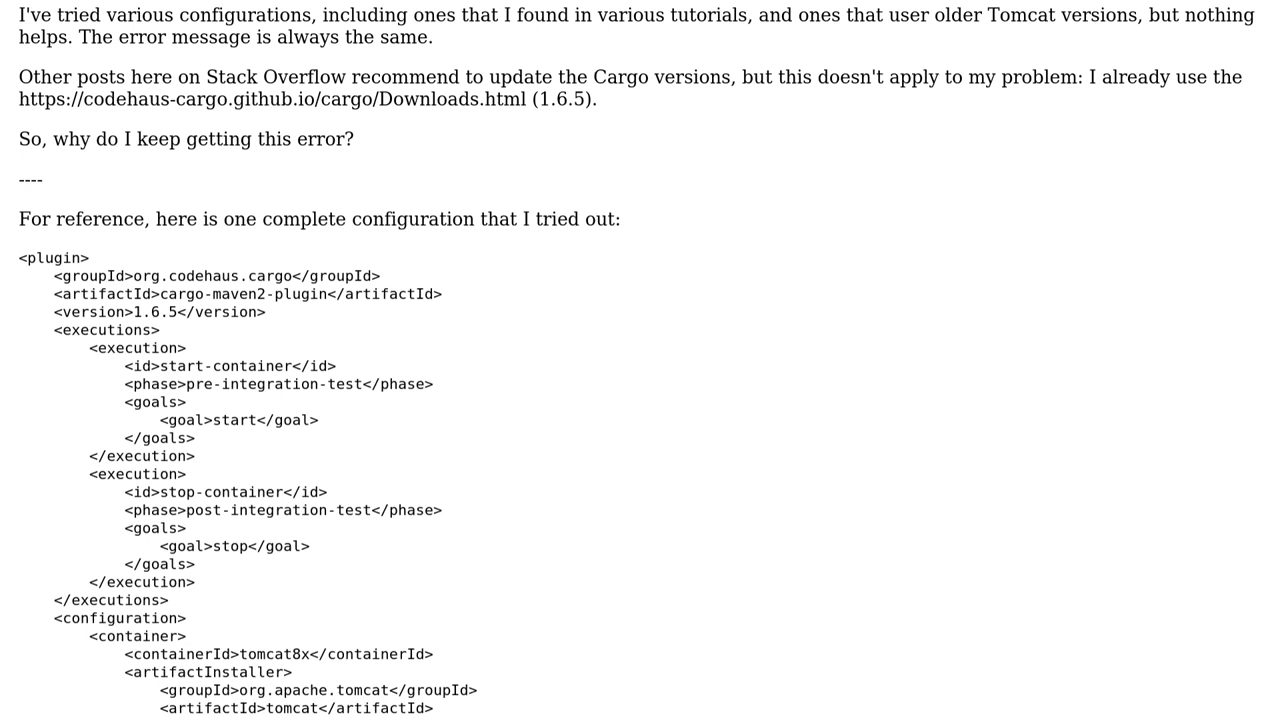 I've tried various configurations, including ones that I found in various tutorials, and ones that user older Tomcat versions, but nothing
helps. The error message is always the same.
Other posts here on Stack Overflow recommend to update the Cargo versions, but this doesn't apply to my problem: I already use the
https://codehaus-cargo.github.io/cargo/Downloads.html (1.6.5).
So, why do I keep getting this error?
----
For reference, here is one complete configuration that I tried out:
<plugin>
    <groupId>org.codehaus.cargo</groupId>
    <artifactId>cargo-maven2-plugin</artifactId>
    <version>1.6.5</version>
    <executions>
        <execution>
            <id>start-container</id>
            <phase>pre-integration-test</phase>
            <goals>
                <goal>start</goal>
            </goals>
        </execution>
        <execution>
            <id>stop-container</id>
            <phase>post-integration-test</phase>
            <goals>
                <goal>stop</goal>
            </goals>
        </execution>
    </executions>
    <configuration>
        <container>
            <containerId>tomcat8x</containerId>
            <artifactInstaller>
                <groupId>org.apache.tomcat</groupId>
                <artifactId>tomcat</artifactId>